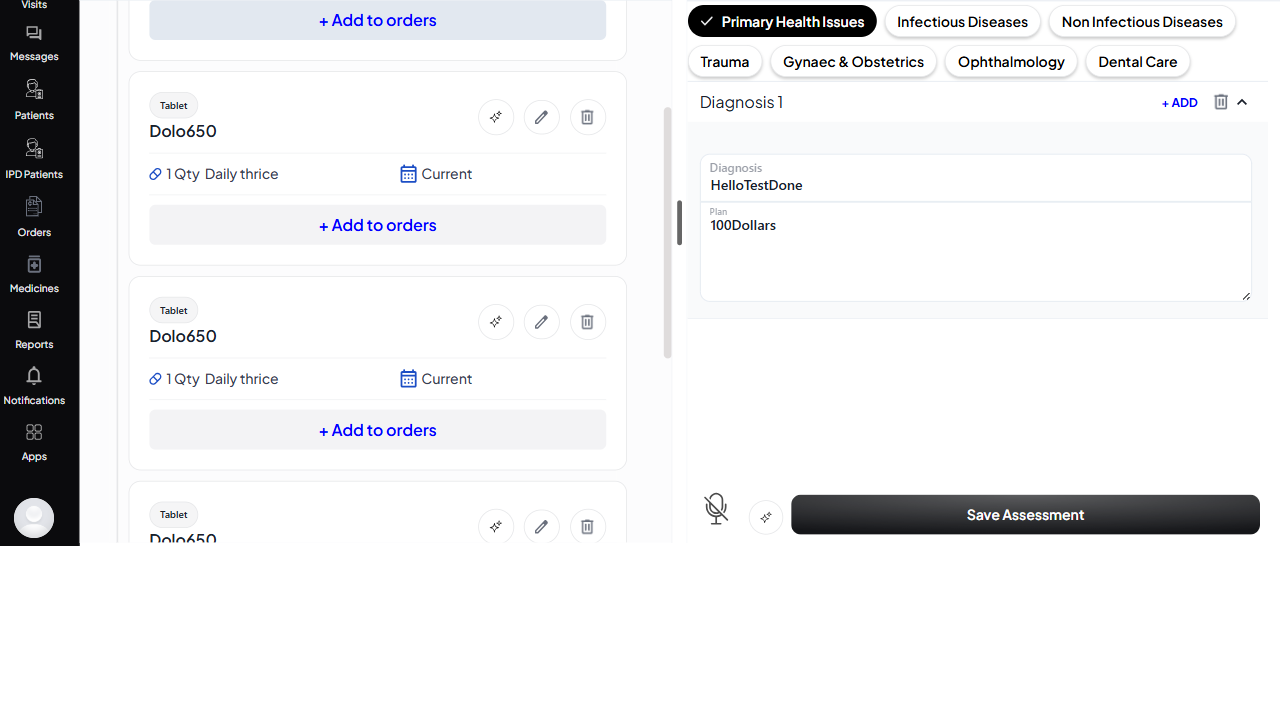 Visits
Messages
Patients
IPD Patients
Orders
Medicines
Reports
Notifications
Apps
+ Add to orders
Tablet
Dolo650
1 Qty Daily thrice
Current
+ Add to orders
Tablet
Dolo650
1 Qty Daily thrice
Current
+ Add to orders
Tablet
Dolo650
Primary Health Issues
Infectious Diseases
Non Infectious Diseases
Trauma
Gynaec & Obstetrics
Ophthalmology
Dental Care
Diagnosis 1
+ ADD
Diagnosis
HelloTestDone
Plan
100Dollars
Save Assessment